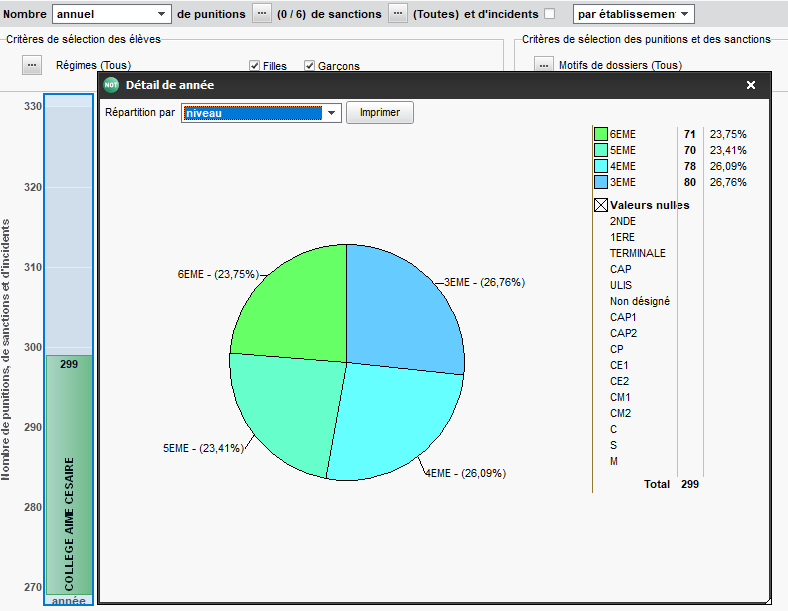 Nombre annuel de punitions ... (0 / 6) de sanctions ... (Toutes) et d'incidents par établissement
Critères de sélection des élèves
Critères de sélection des punitions et des sanctions
... Régimes (Tous) Filles Garçons
... Motifs de dossiers (Tous)
NOT Détail de année
Répartition par niveau Imprimer
Nombre de punitions, de sanctions et d'incidents
330
320
310
300
290
280
270
299
COLLEGE AIME CESAIRE
année
6EME - (23,75%)
3EME - (26,76%)
5EME - (23,41%)
4EME - (26,09%)
6EME 71 23,75%
5EME 70 23,41%
4EME 78 26,09%
3EME 80 26,76%
Valeurs nulles
2NDE
1ERE
TERMINALE
CAP
ULIS
Non désigné
CAP1
CAP2
CP
CE1
CE2
CM1
CM2
C
S
M
Total 299